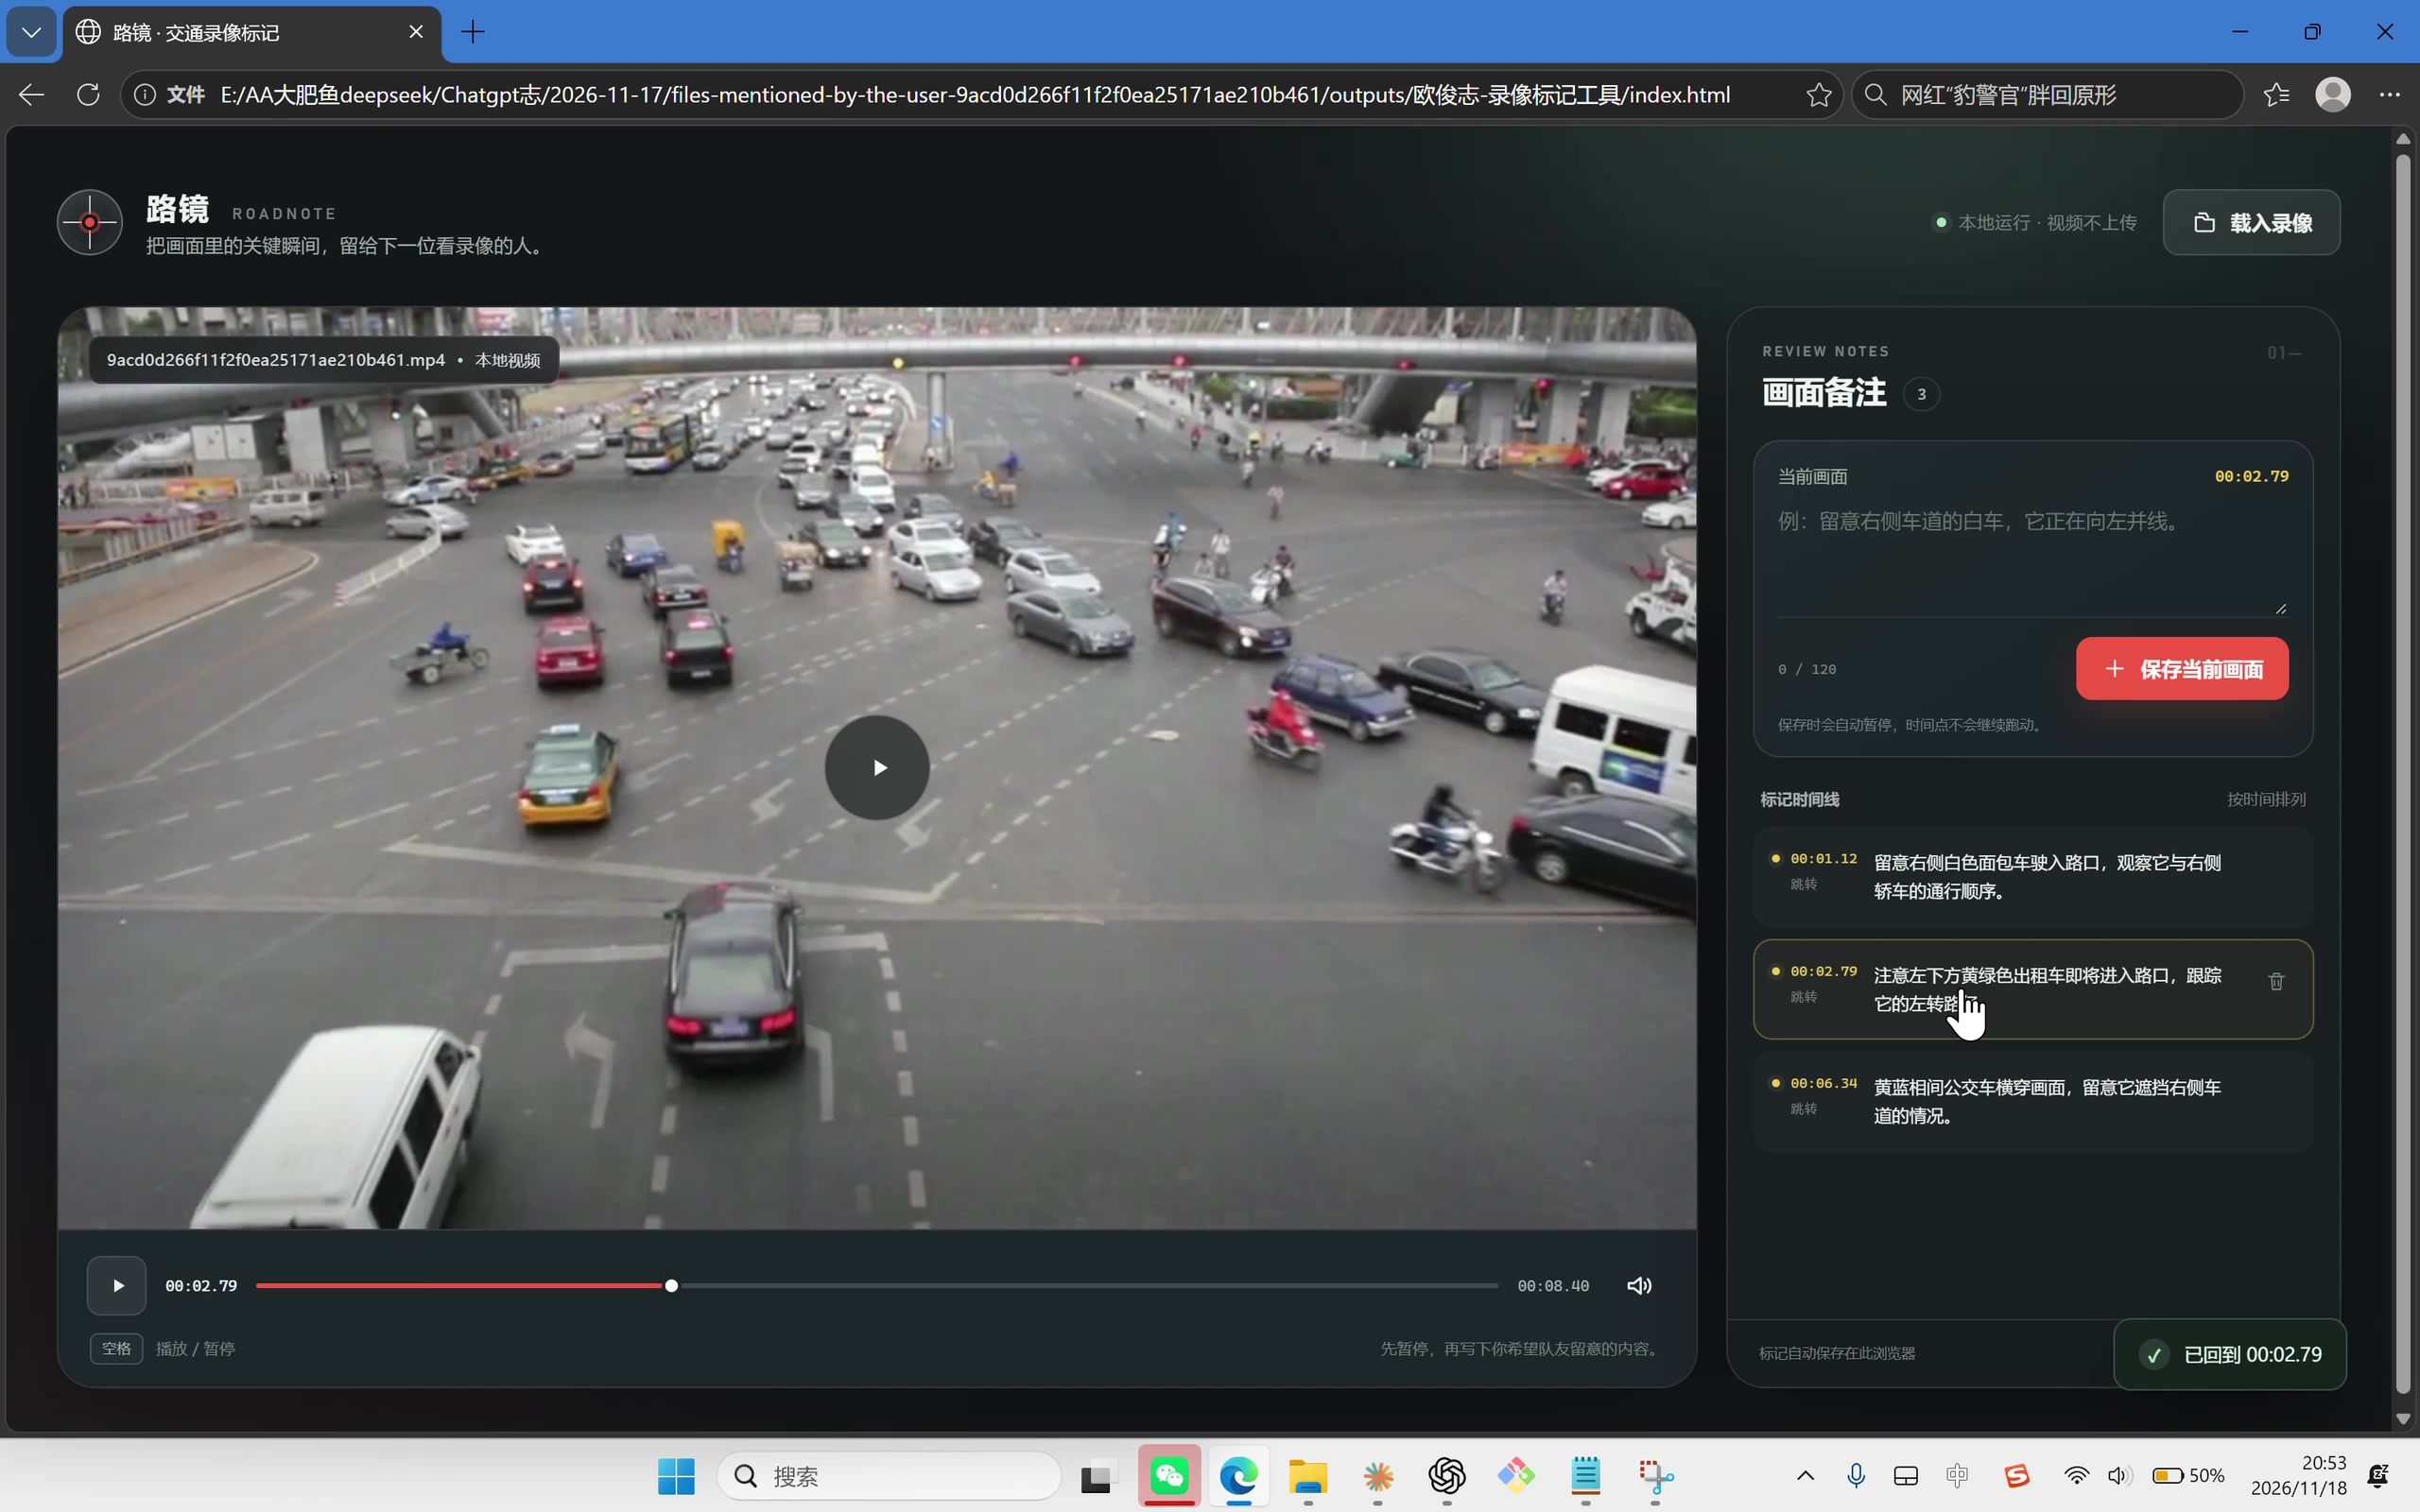 路镜 · 交通录像标记
文件 E:/AA大肥鱼deepseek/Chatgpt志/2026-11-17/files-mentioned-by-the-user-9acd0d266f11f2f0ea25171ae210b461/outputs/欧俊志-录像标记工具/index.html
网红“豹警官”胖回原形
路镜 ROADNOTE
把画面里的关键瞬间，留给下一位看录像的人。
本地运行 · 视频不上传
载入录像
9acd0d266f11f2f0ea25171ae210b461.mp4 • 本地视频
REVIEW NOTES
01—
画面备注 3
当前画面
00:02.79
例：留意右侧车道的白车，它正在向左并线。
0 / 120
保存当前画面
保存时会自动暂停，时间点不会继续跑动。
标记时间线
按时间排列
00:01.12
跳转
留意右侧白色面包车驶入路口，观察它与右侧
轿车的通行顺序。
00:02.79
跳转
注意左下方黄绿色出租车即将进入路口，跟踪
它的左转路
00:06.34
跳转
黄蓝相间公交车横穿画面，留意它遮挡右侧车
道的情况。
00:02.79
00:08.40
空格 播放 / 暂停
先暂停，再写下你希望队友留意的内容。
标记自动保存在此浏览器
已回到 00:02.79
搜索
中
50%
20:53
2026/11/18